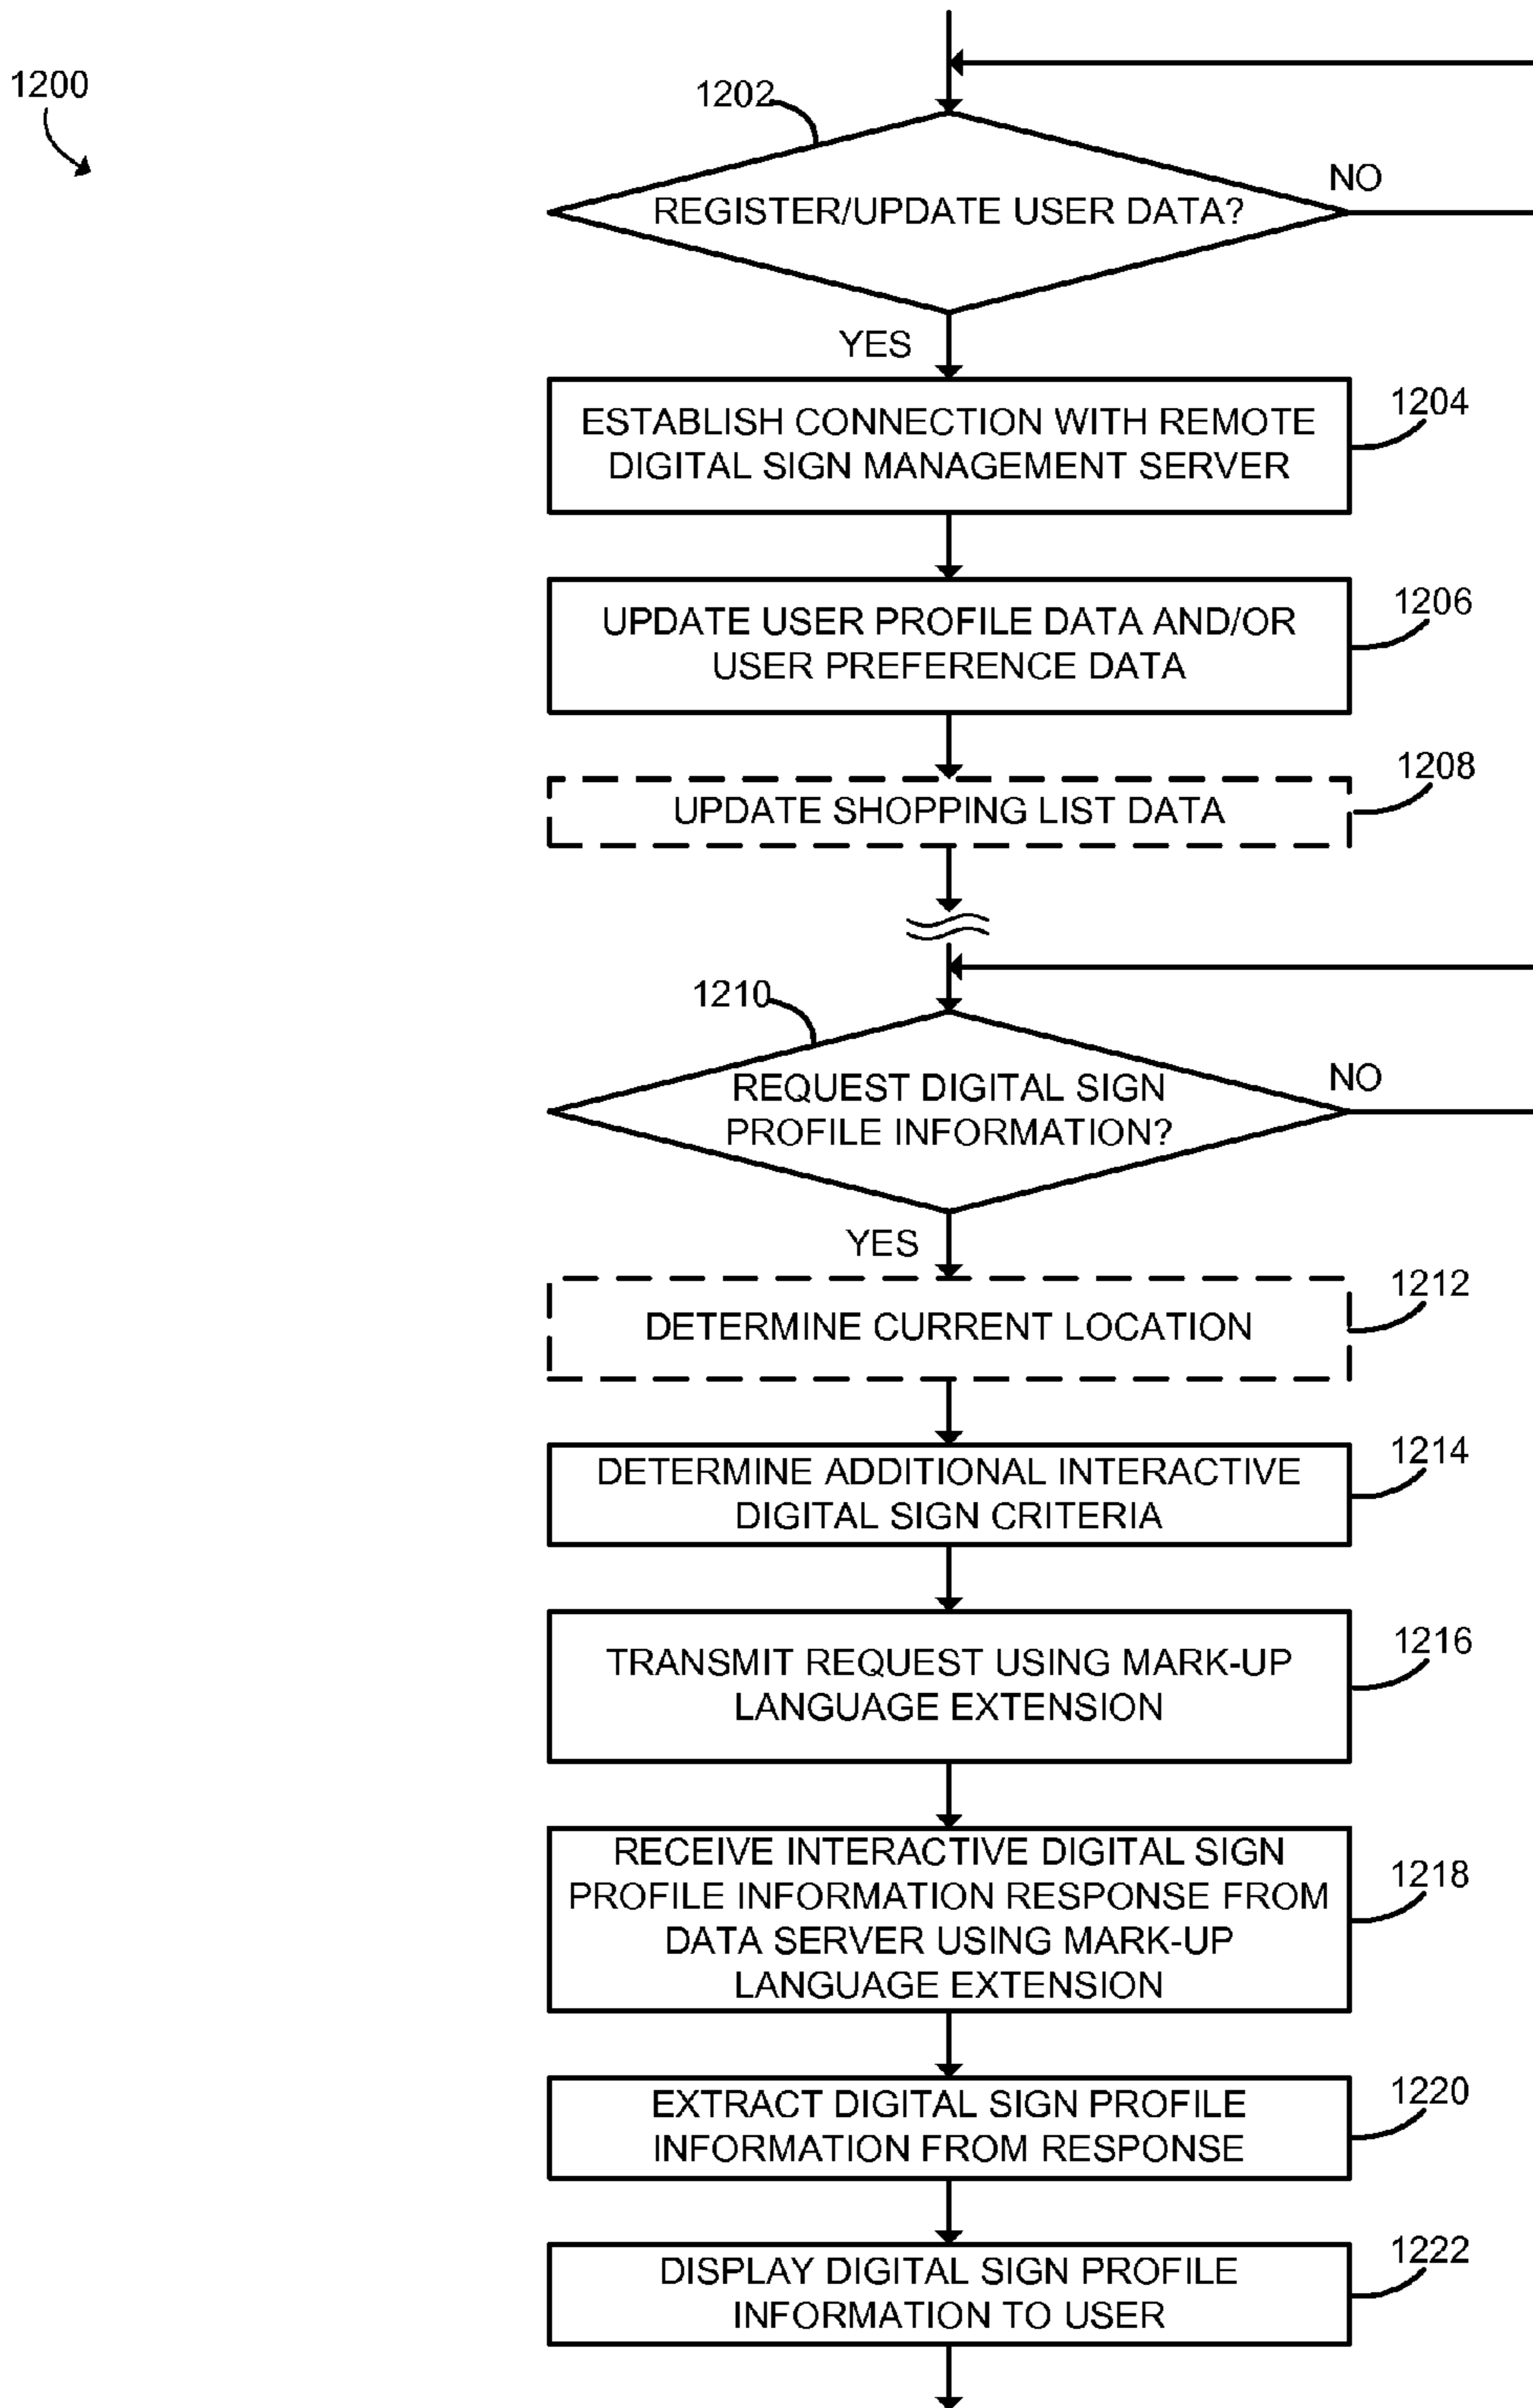 1200
1202
REGISTER/UPDATE USER DATA?
NO
YES
ESTABLISH CONNECTION WITH REMOTE
DIGITAL SIGN MANAGEMENT SERVER
1204
UPDATE USER PROFILE DATA AND/OR
USER PREFERENCE DATA
1206
UPDATE SHOPPING LIST DATA
1208
1210
REQUEST DIGITAL SIGN
PROFILE INFORMATION?
NO
YES
DETERMINE CURRENT LOCATION
1212
DETERMINE ADDITIONAL INTERACTIVE
DIGITAL SIGN CRITERIA
1214
TRANSMIT REQUEST USING MARK-UP
LANGUAGE EXTENSION
1216
RECEIVE INTERACTIVE DIGITAL SIGN
PROFILE INFORMATION RESPONSE FROM
DATA SERVER USING MARK-UP
LANGUAGE EXTENSION
1218
EXTRACT DIGITAL SIGN PROFILE
INFORMATION FROM RESPONSE
1220
DISPLAY DIGITAL SIGN PROFILE
INFORMATION TO USER
1222